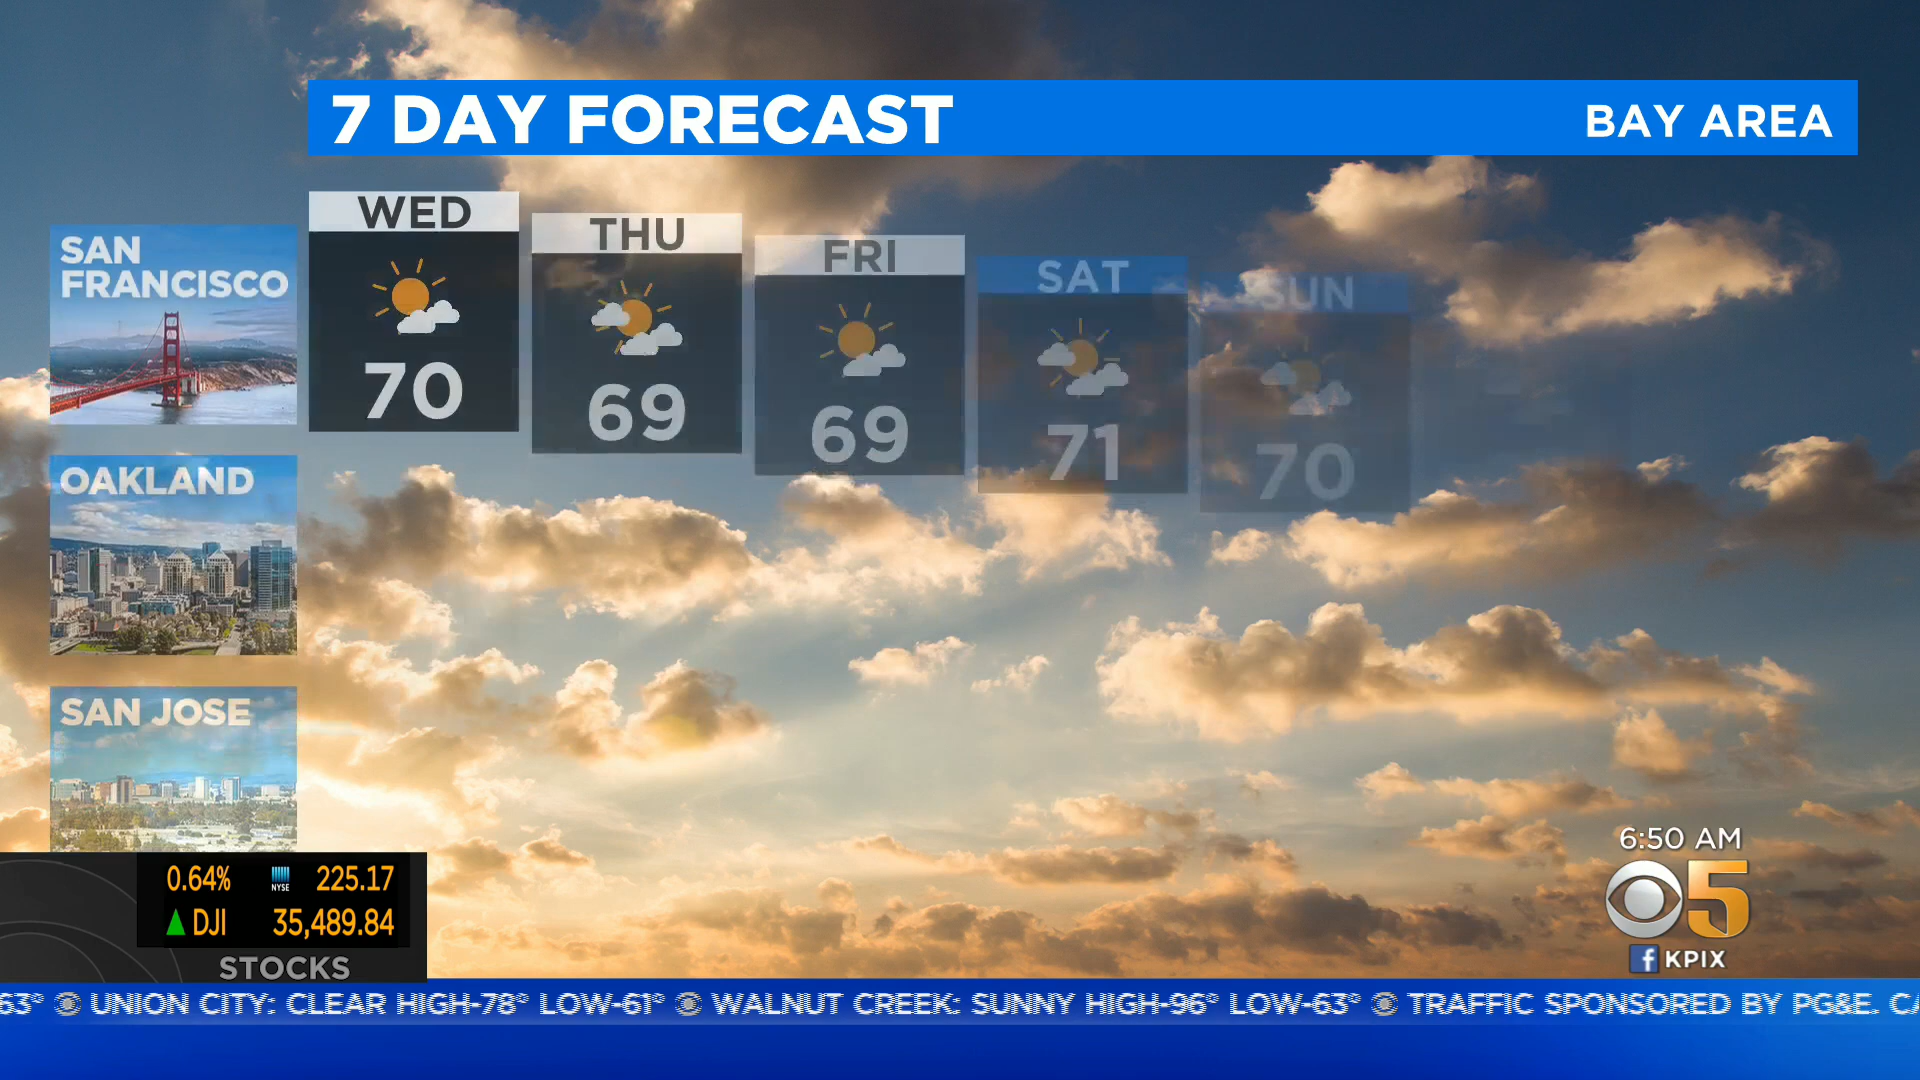 7 DAY FORECAST
BAY AREA
SAN
FRANCISCO
WED
70
THU
69
FRI
69
SAT
71
SUN
70
OAKLAND
SAN JOSE
0.64% NYSE 225.17
DJI 35,489.84
STOCKS
6:50 AM
5
f KPIX
63° UNION CITY: CLEAR HIGH-78° LOW-61° WALNUT CREEK: SUNNY HIGH-96° LOW-63° TRAFFIC SPONSORED BY PG&E.